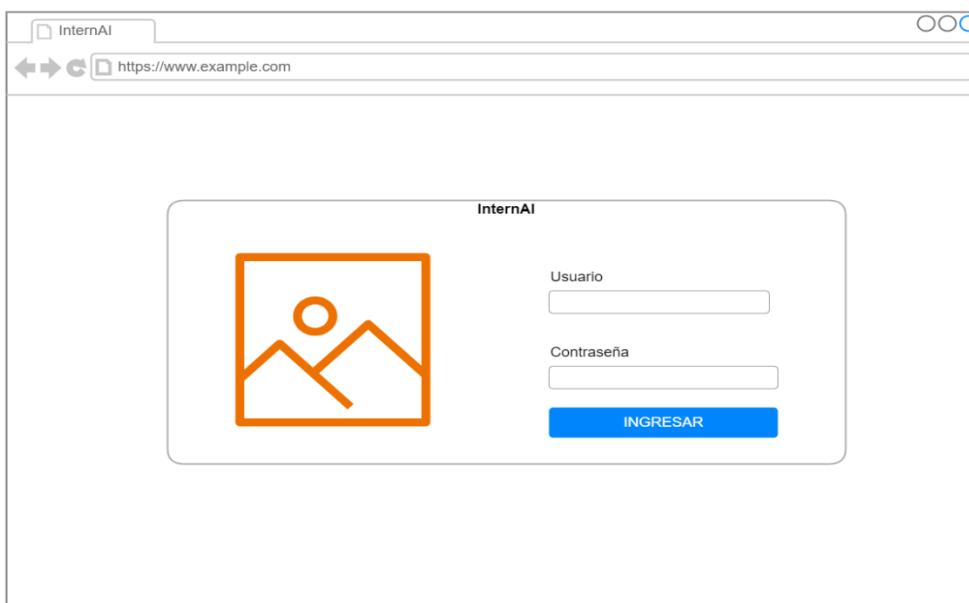 InternAI
https://www.example.com
InternAI
Usuario
Contraseña
INGRESAR